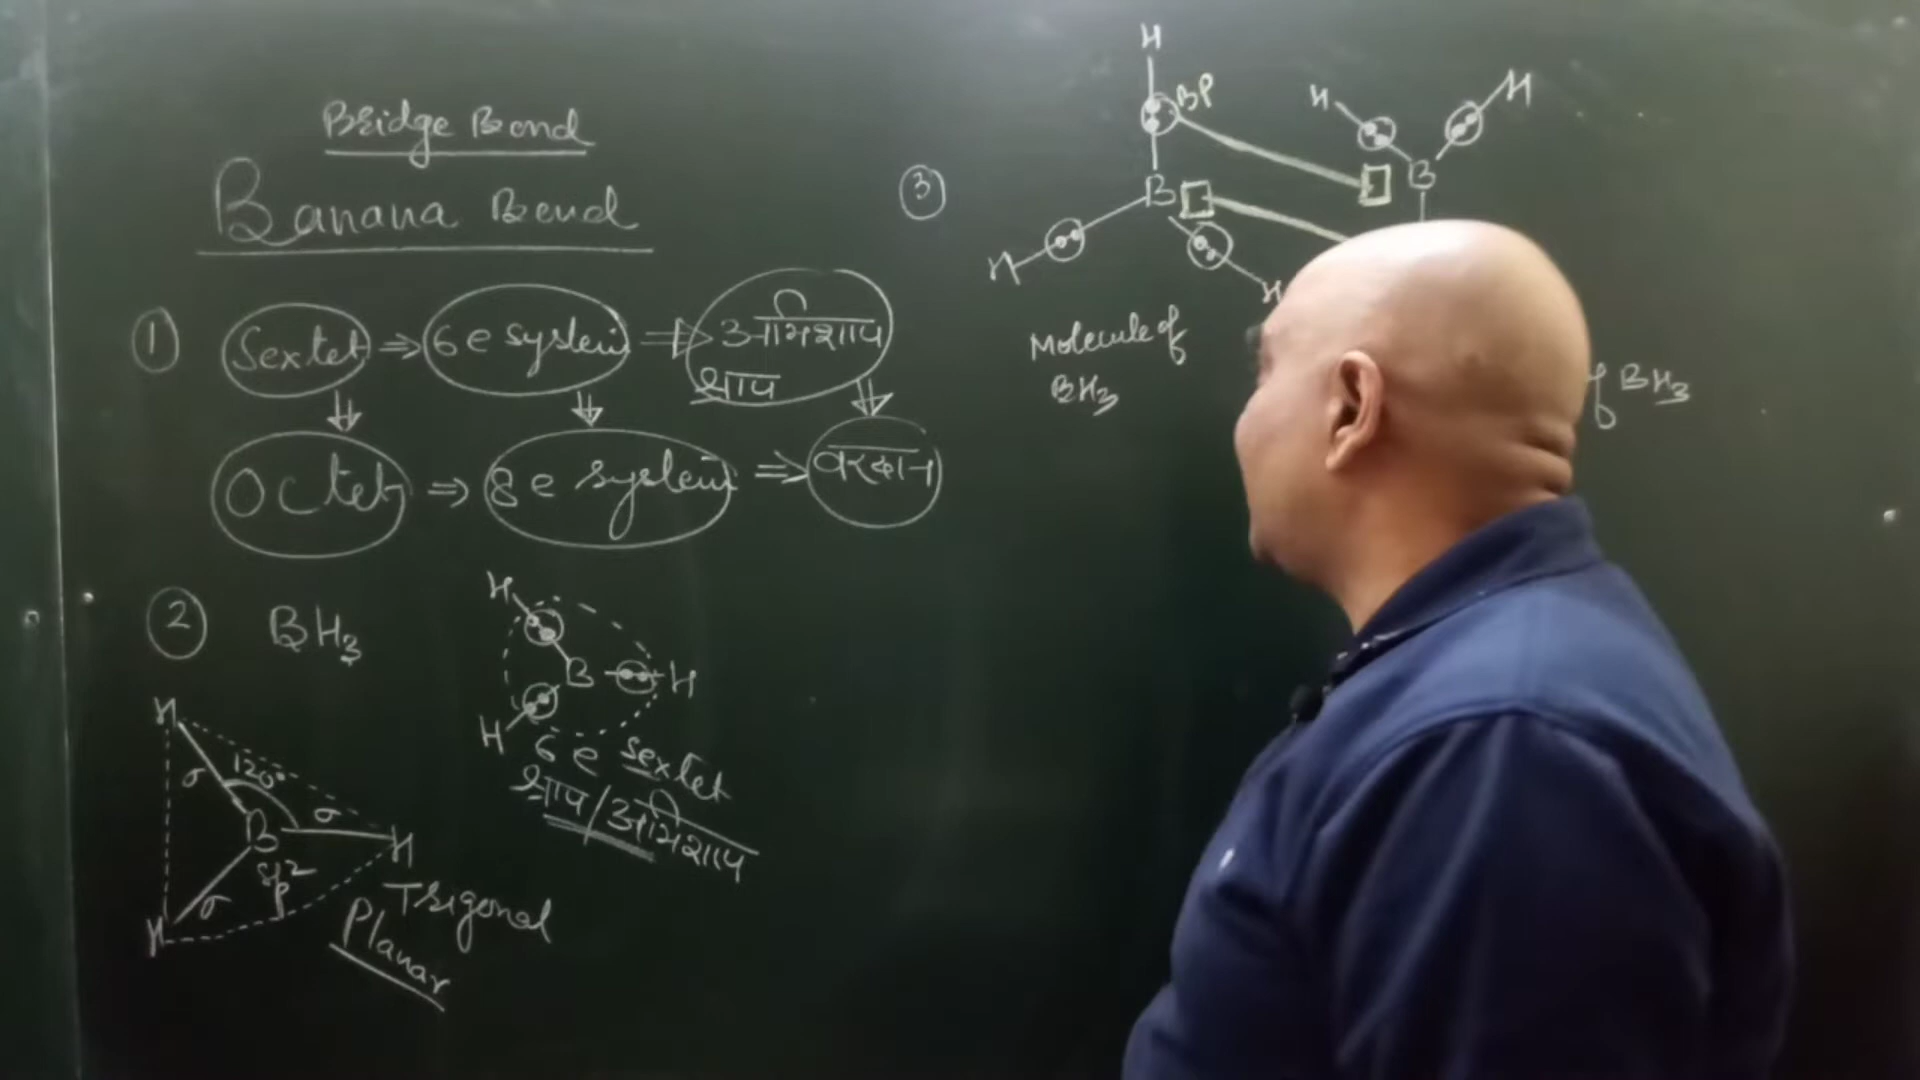 Bridge Bond
Banana Bond
① Sextet ⇒ 6e system ⇒ अभिशाप
श्राप
Octet ⇒ 8e system ⇒ वरदान
② BH₃
H
H
B
H
6e sextet
श्राप/अभिशाप
H
σ
120°
σ
B
H
sp²
σ
H
Trigonal
Planar
③
H
BP
B
H
H
Molecule of
BH₃
H
H
B
of BH₃